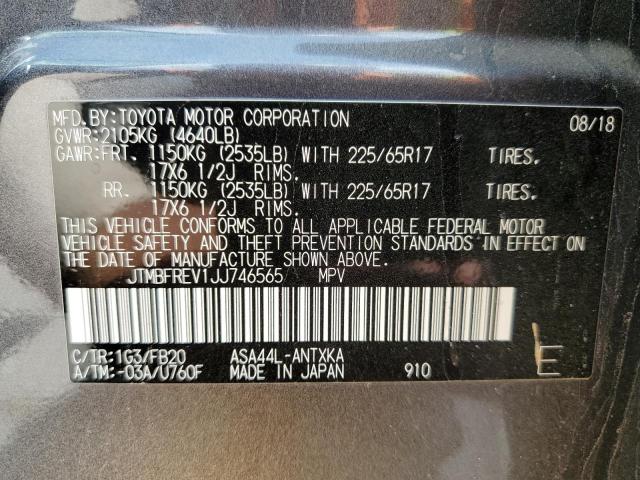 MFD.BY:TOYOTA MOTOR CORPORATION 08/18
GVWR:2105KG (4640LB)
GAWR:FRT. 1150KG (2535LB) WITH 225/65R17 TIRES.
17X6 1/2J RIMS.
RR. 1150KG (2535LB) WITH 225/65R17 TIRES.
17X6 1/2J RIMS.
THIS VEHICLE CONFORMS TO ALL APPLICABLE FEDERAL MOTOR
VEHICLE SAFETY AND THEFT PREVENTION STANDARDS IN EFFECT ON
THE DATE OF MANUFACTURE SHOWN ABOVE.
JTMBFREV1JJ746565 MPV
C/TR:1G3/FB20 ASA44L-ANTXKA
A/TM:-03A/U760F MADE IN JAPAN 910 E